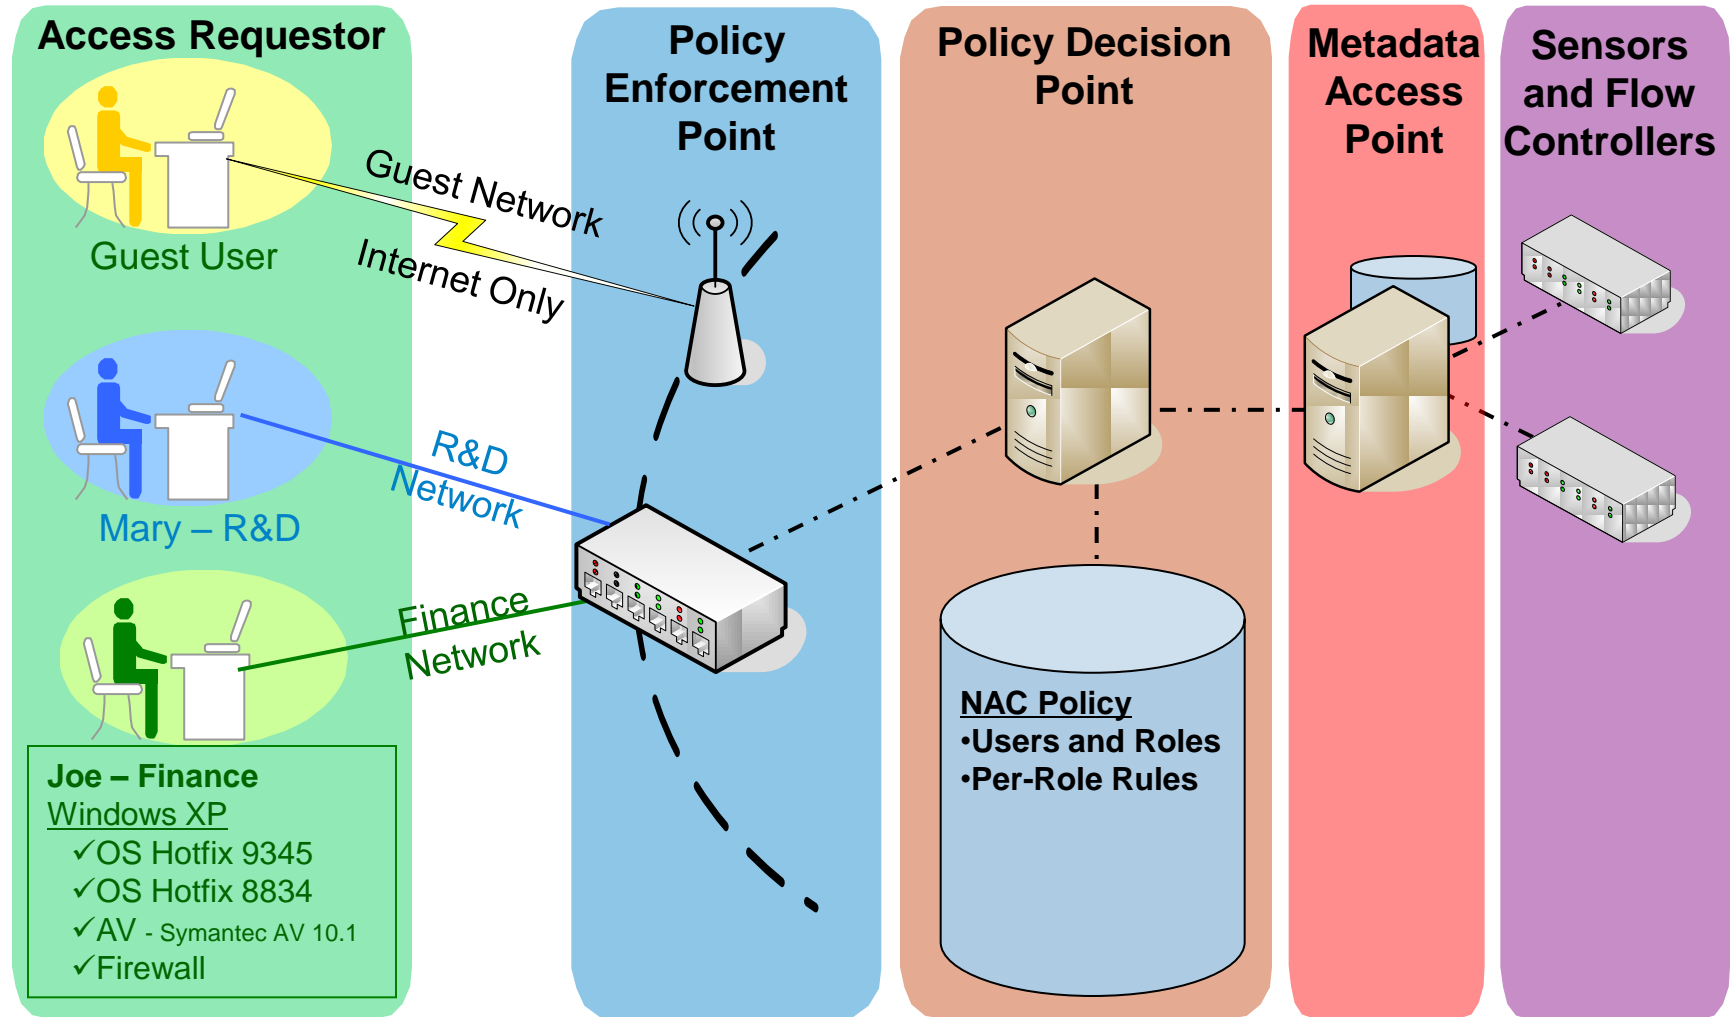 Access Requestor
Policy
Enforcement
Point
Policy Decision
Point
Metadata
Access
Point
Sensors
and Flow
Controllers
Guest User
Guest Network
Internet Only
Mary – R&D
R&D
Network
Finance
Network
Joe – Finance
Windows XP
✓OS Hotfix 9345
✓OS Hotfix 8834
✓AV - Symantec AV 10.1
✓Firewall
NAC Policy
•Users and Roles
•Per-Role Rules